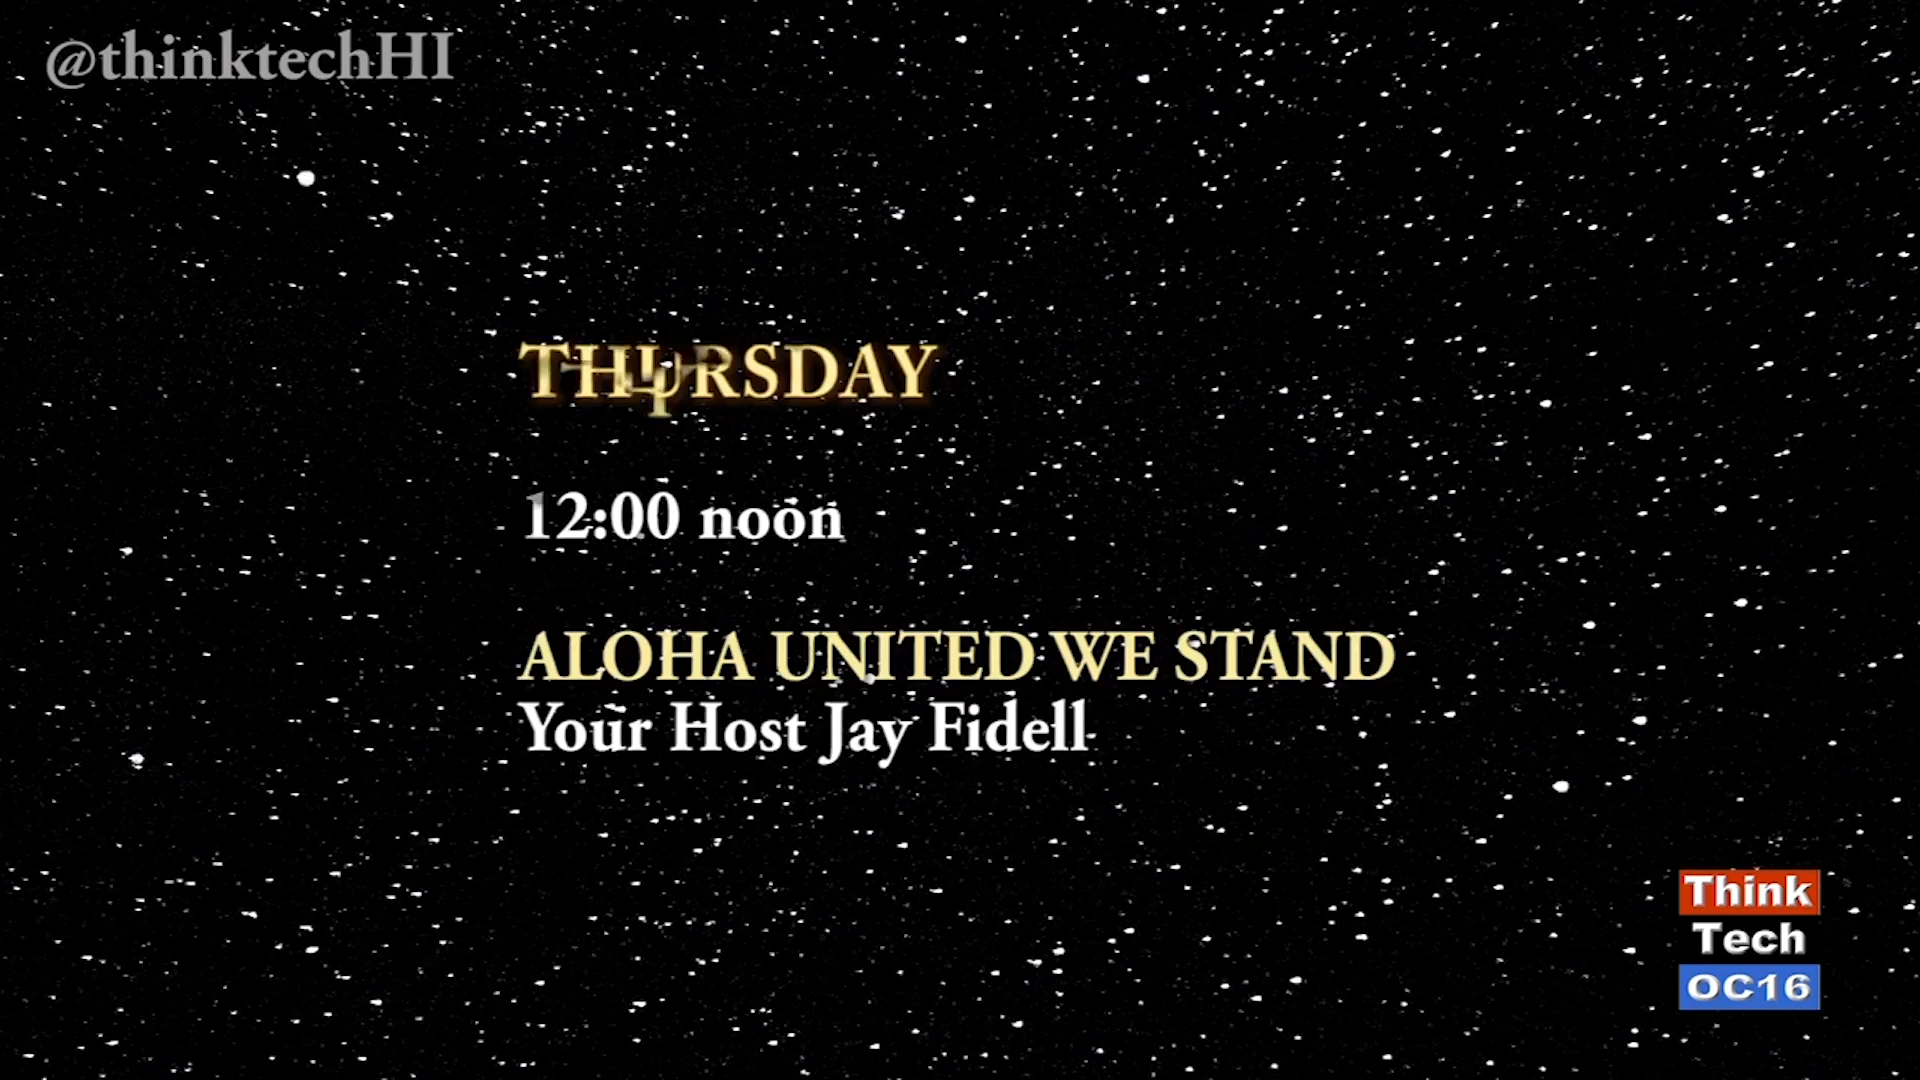 @thinktechHI
THURSDAY
12:00 noon
ALOHA UNITED WE STAND
Your Host Jay Fidell
Think
Tech
OC16